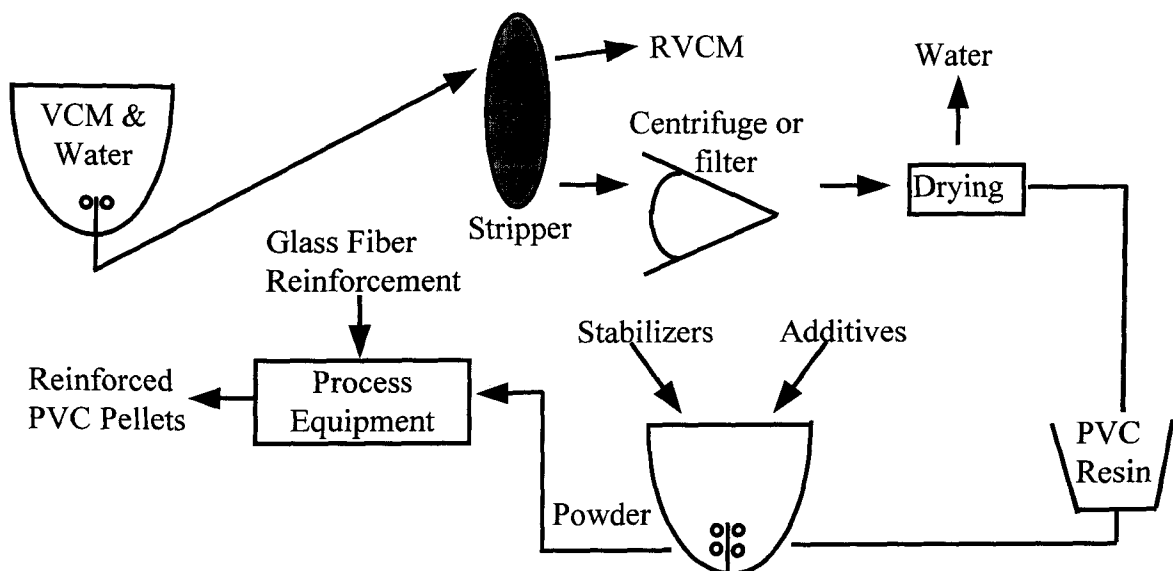 RVCM
Water
VCM &
Water
Centrifuge or
filter
Drying
Stripper
Glass Fiber
Reinforcement
Stabilizers
Additives
Reinforced
PVC Pellets
Process
Equipment
PVC
Resin
Powder